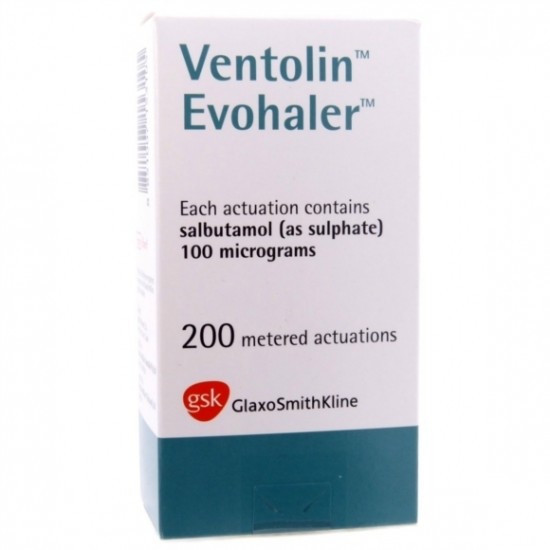 Ventolin™
Evohaler™
Each actuation contains
salbutamol (as sulphate)
100 micrograms
200 metered actuations
gsk GlaxoSmithKline